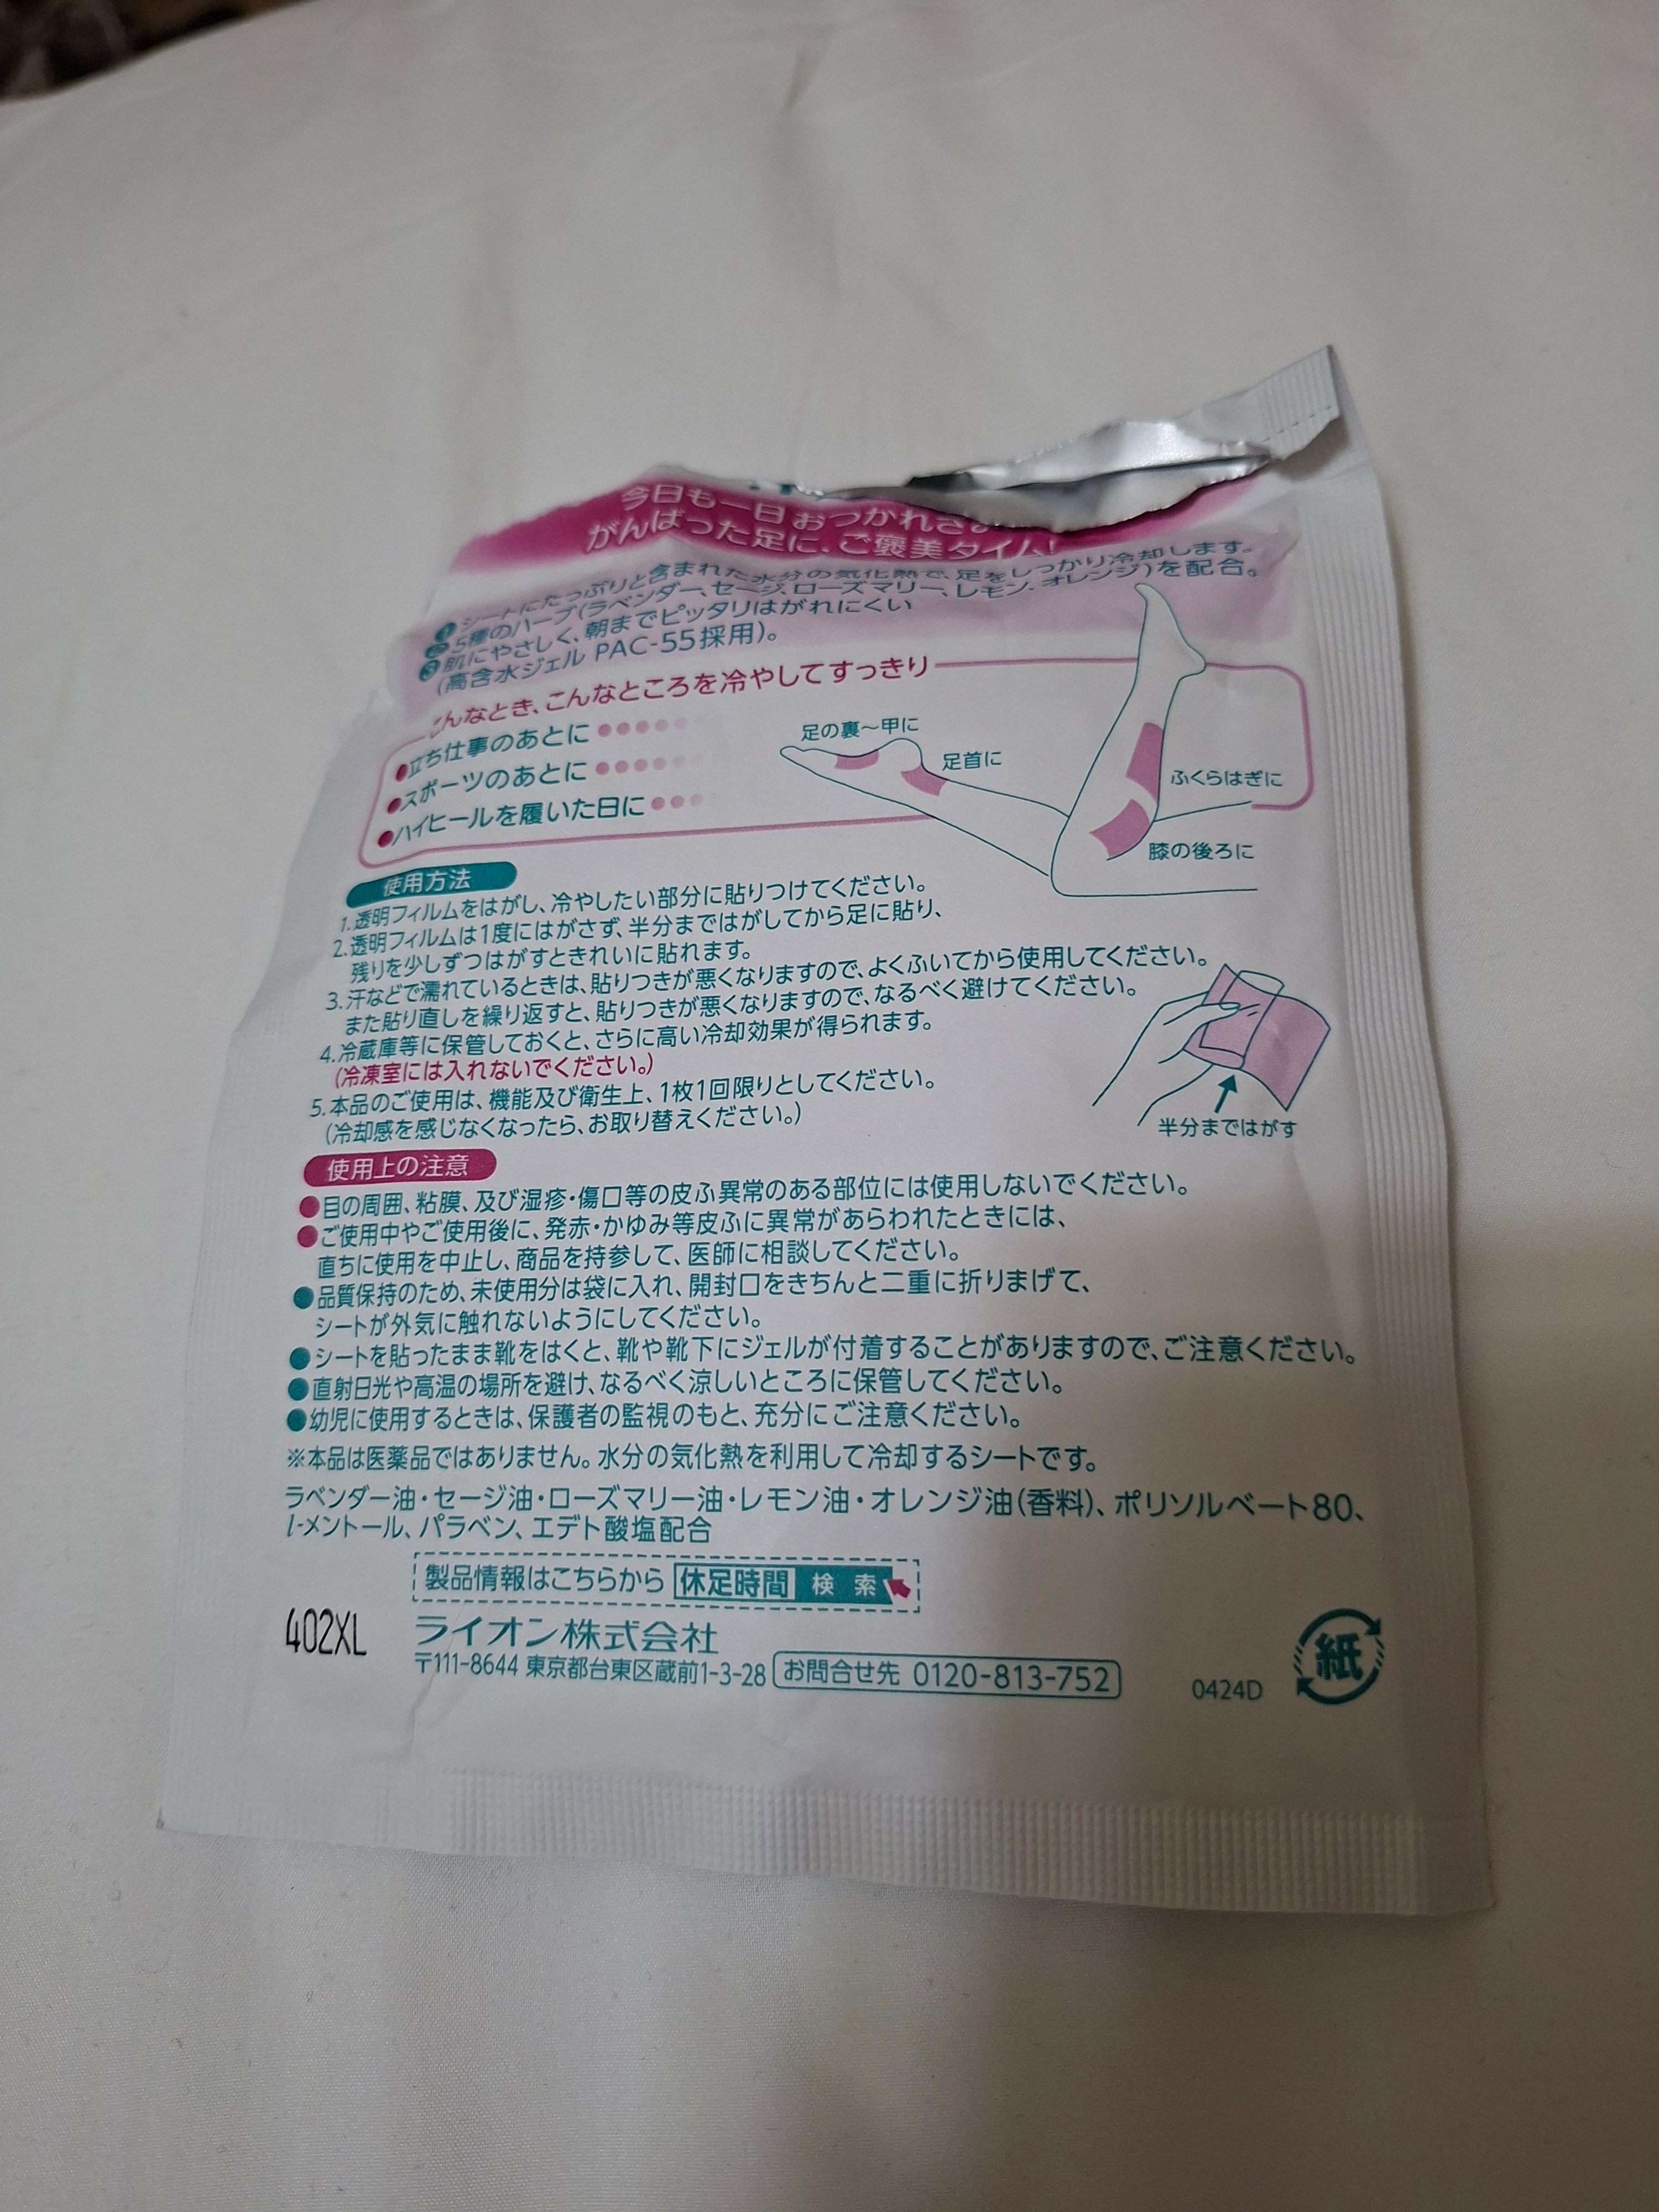 今日も一日おつかれさま
がんばった足に、ご褒美タイム!
❶シートにたっぷりと含まれた水分の気化熱で、足をしっかり冷却します。
❷5種のハーブ(ラベンダー、セージ、ローズマリー、レモン、オレンジ)を配合。
❸肌にやさしく、朝までピッタリはがれにくい
(高含水ジェル PAC-55採用)。
こんなとき、こんなところを冷やしてすっきり
●立ち仕事のあとに
●スポーツのあとに
●ハイヒールを履いた日に
足の裏〜甲に
足首に
ふくらはぎに
膝の後ろに
使用方法
1.透明フィルムをはがし、冷やしたい部分に貼りつけてください。
2.透明フィルムは1度にはがさず、半分まではがしてから足に貼り、
残りを少しずつはがすときれいに貼れます。
3.汗などで濡れているときは、貼りつきが悪くなりますので、よくふいてから使用してください。
また貼り直しを繰り返すと、貼りつきが悪くなりますので、なるべく避けてください。
4.冷蔵庫等に保管しておくと、さらに高い冷却効果が得られます。
(冷凍室には入れないでください。)
5.本品のご使用は、機能及び衛生上、1枚1回限りとしてください。
(冷却感を感じなくなったら、お取り替えください。)
半分まではがす
使用上の注意
●目の周囲、粘膜、及び湿疹・傷口等の皮ふ異常のある部位には使用しないでください。
●ご使用中やご使用後に、発赤・かゆみ等皮ふに異常があらわれたときには、
直ちに使用を中止し、商品を持参して、医師に相談してください。
●品質保持のため、未使用分は袋に入れ、開封口をきちんと二重に折りまげて、
シートが外気に触れないようにしてください。
●シートを貼ったまま靴をはくと、靴や靴下にジェルが付着することがありますので、ご注意ください。
●直射日光や高温の場所を避け、なるべく涼しいところに保管してください。
●幼児に使用するときは、保護者の監視のもと、充分にご注意ください。
※本品は医薬品ではありません。水分の気化熱を利用して冷却するシートです。
ラベンダー油・セージ油・ローズマリー油・レモン油・オレンジ油(香料)、ポリソルベート80、
l-メントール、パラベン、エデト酸塩配合
製品情報はこちらから 休足時間 検索
402XL
ライオン株式会社
〒111-8644 東京都台東区蔵前1-3-28 お問合せ先 0120-813-752
0424D
紙